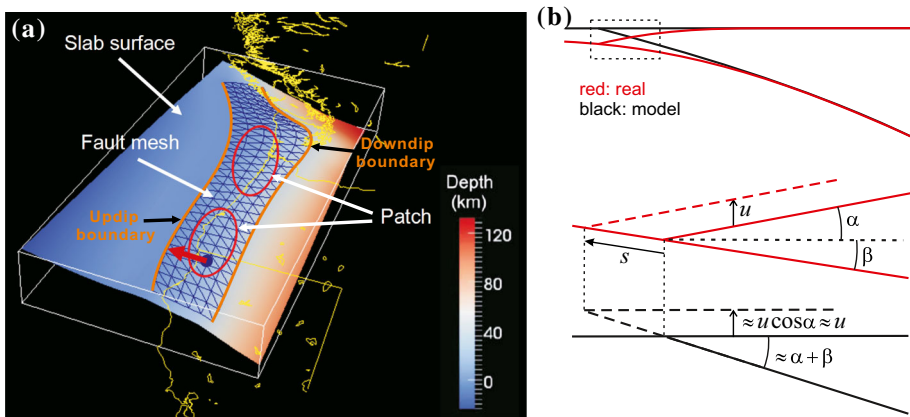 (a)
Slab surface
Fault mesh
Downdip
boundary
Updip
boundary
Patch
Depth
(km)
120
80
40
0
(b)
red: real
black: model
u
α
s
β
≈ucosα≈u
≈α+β